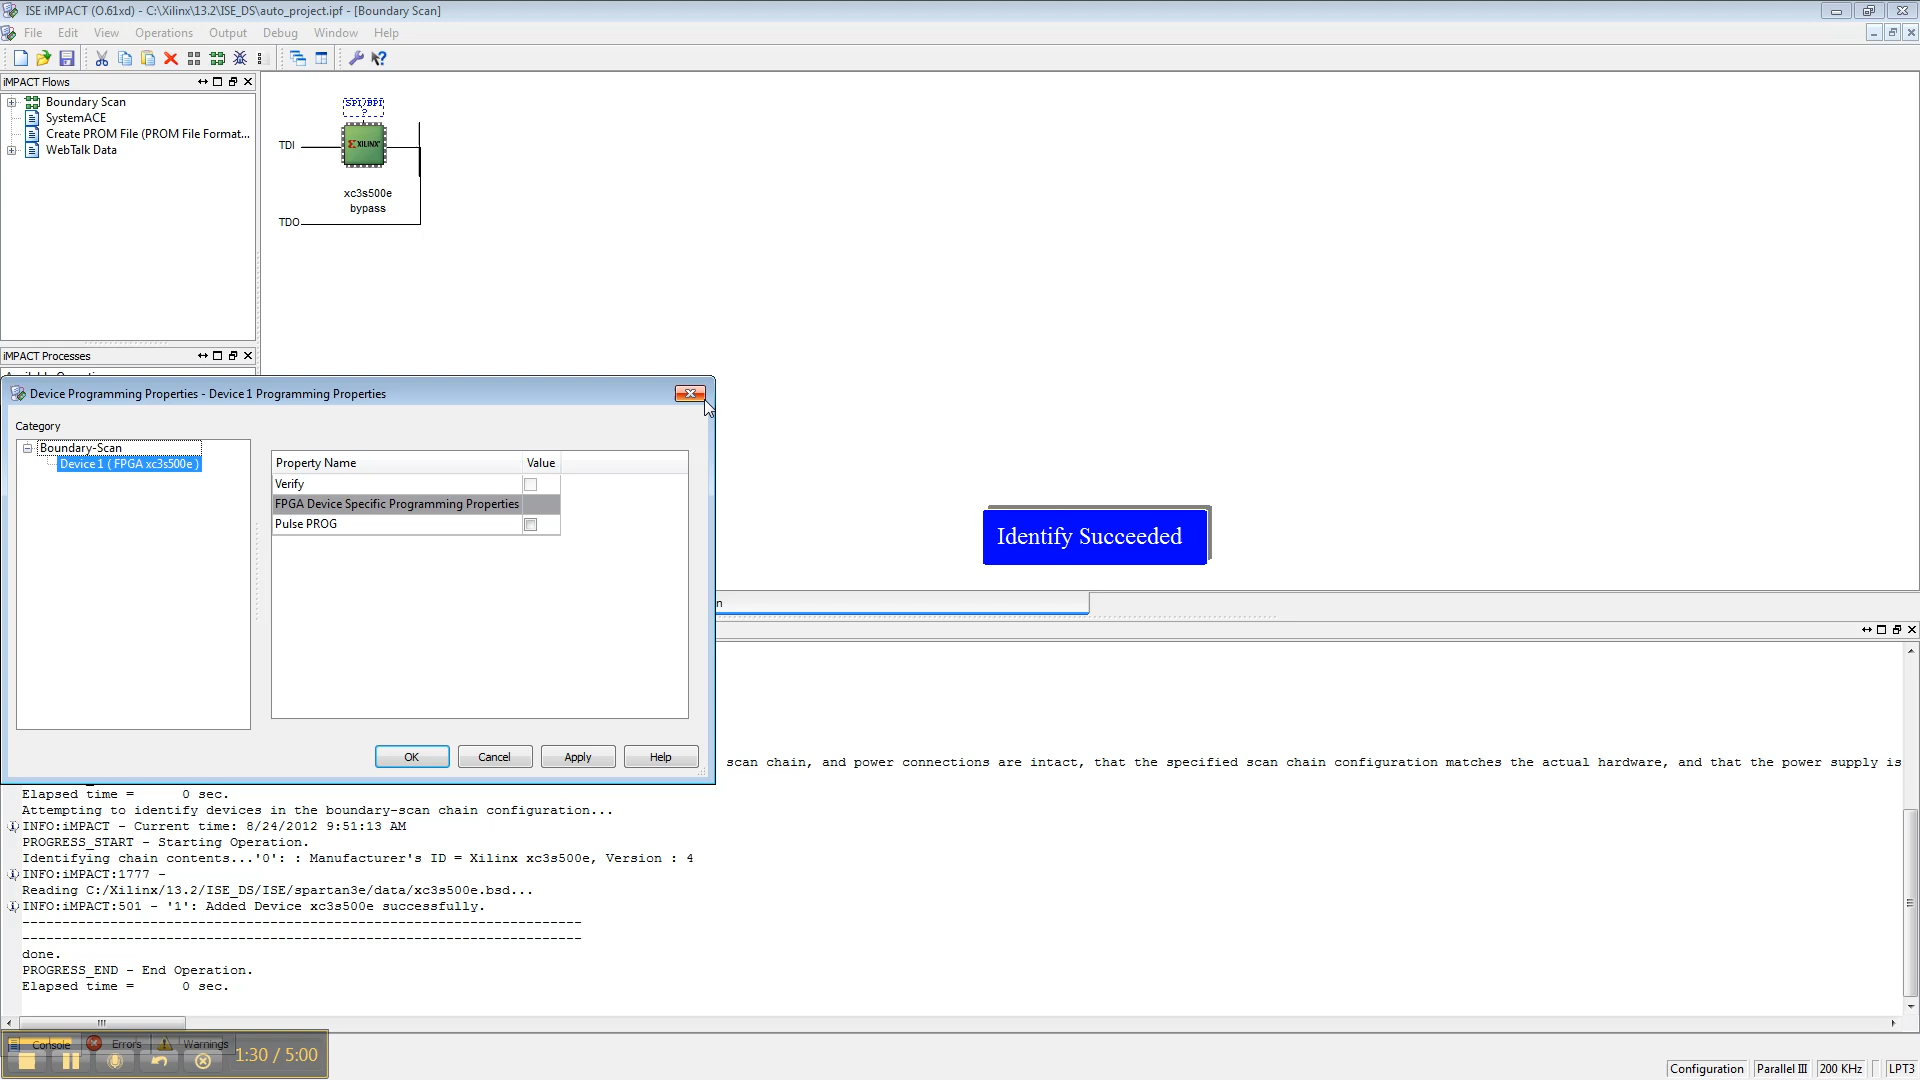 ISE iMPACT (O.61xd) - C:\Xilinx\13.2\ISE_DS\auto_project.ipf - [Boundary Scan]
File Edit View Operations Output Debug Window Help
iMPACT Flows
Boundary Scan
SystemACE
Create PROM File (PROM File Format...
WebTalk Data
SPI/BPI
?
TDI
XILINX
xc3s500e
bypass
TDO
iMPACT Processes
Device Programming Properties - Device 1 Programming Properties
Category
Boundary-Scan
Device 1 ( FPGA xc3s500e )
Property Name Value
Verify
FPGA Device Specific Programming Properties
Pulse PROG
OK Cancel Apply Help
Identify Succeeded
scan chain, and power connections are intact, that the specified scan chain configuration matches the actual hardware, and that the power supply is
Elapsed time = 0 sec.
Attempting to identify devices in the boundary-scan chain configuration...
INFO:iMPACT - Current time: 8/24/2012 9:51:13 AM
PROGRESS_START - Starting Operation.
Identifying chain contents...'0': : Manufacturer's ID = Xilinx xc3s500e, Version : 4
INFO:iMPACT:1777 -
Reading C:/Xilinx/13.2/ISE_DS/ISE/spartan3e/data/xc3s500e.bsd...
INFO:iMPACT:501 - '1': Added Device xc3s500e successfully.
----------------------------------------------------------------------
----------------------------------------------------------------------
done.
PROGRESS_END - End Operation.
Elapsed time = 0 sec.
Console Errors Warnings
1:30 / 5:00
Configuration Parallel III 200 KHz LPT3